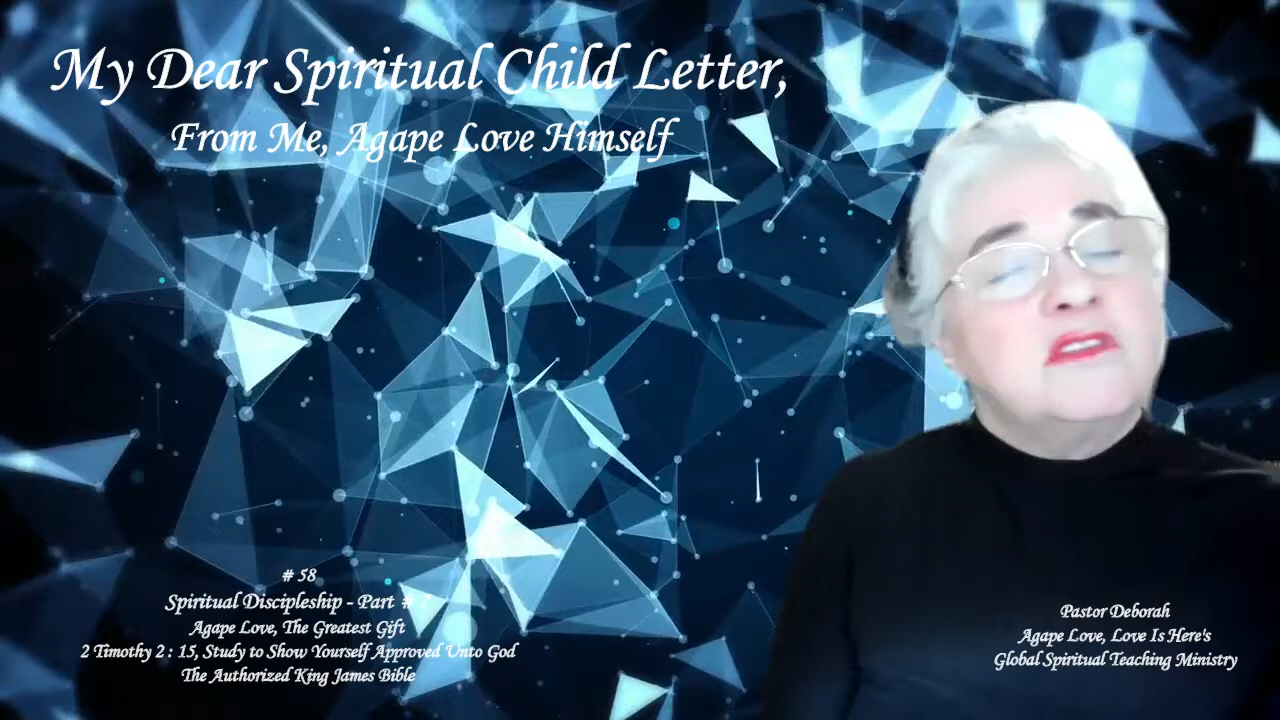 My Dear Spiritual Child Letter,
From Me, Agape Love Himself
# 58
Spiritual Discipleship - Part #
Agape Love, The Greatest Gift
2 Timothy 2 : 15, Study to Show Yourself Approved Unto God
The Authorized King James Bible
Pastor Deborah
Agape Love, Love Is Here's
Global Spiritual Teaching Ministry